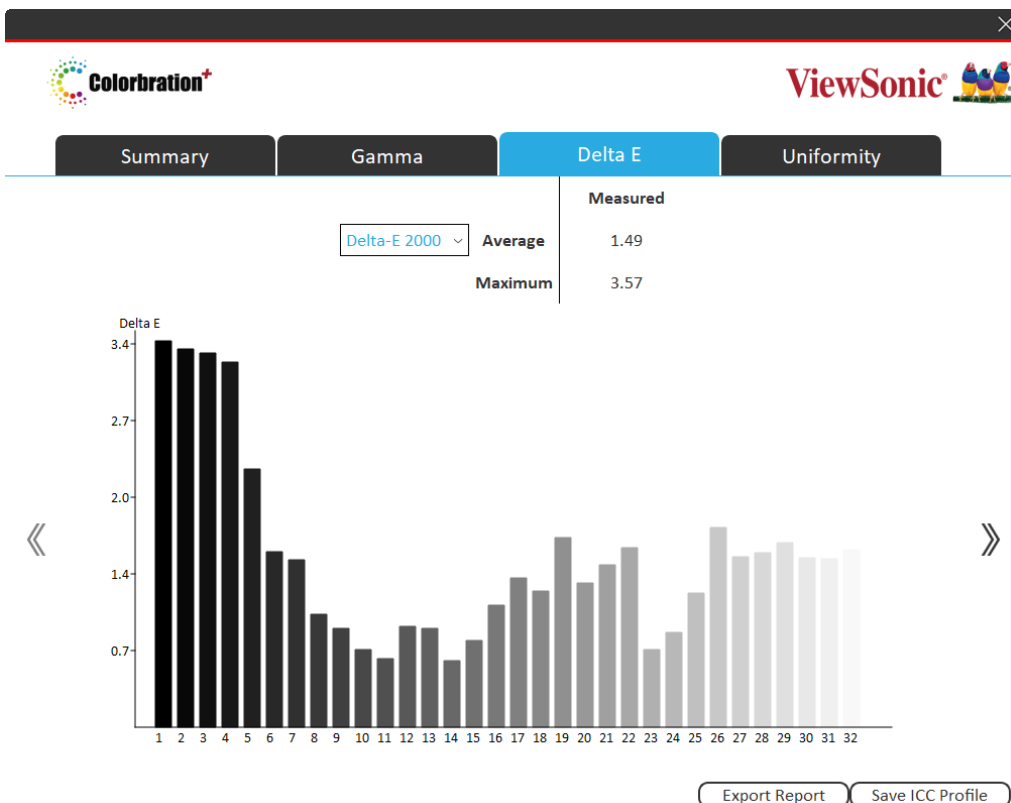 Colorbration+
ViewSonic®
Summary Gamma Delta E Uniformity
Measured
Delta-E 2000 Average 1.49
Maximum 3.57
Delta E
3.4
2.7
2.0
1.4
0.7
1 2 3 4 5 6 7 8 9 10 11 12 13 14 15 16 17 18 19 20 21 22 23 24 25 26 27 28 29 30 31 32
Export Report Save ICC Profile